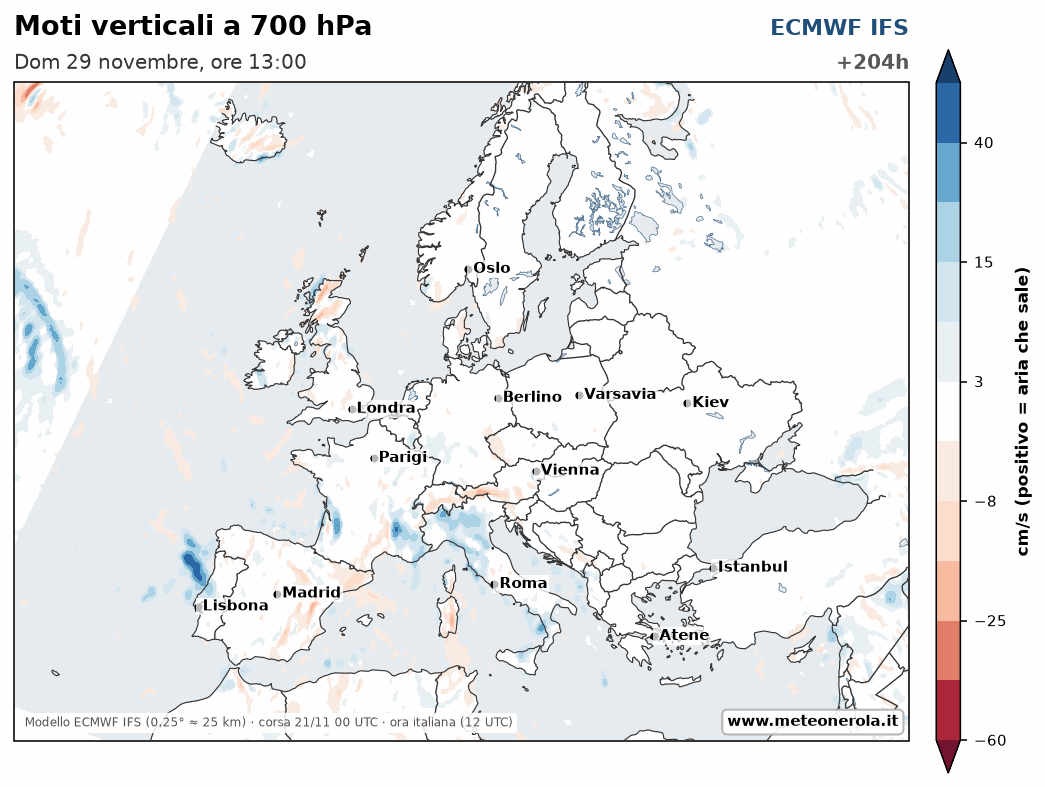 Moti verticali a 700 hPa
ECMWF IFS
Dom 29 novembre, ore 13:00
+204h
40
15
3
−8
−25
−60
cm/s (positivo = aria che sale)
Oslo
Berlino
Varsavia
Kiev
Londra
Parigi
Vienna
Istanbul
Roma
Madrid
Lisbona
Atene
Modello ECMWF IFS (0,25° ≈ 25 km) · corsa 21/11 00 UTC · ora italiana (12 UTC)
www.meteonerola.it